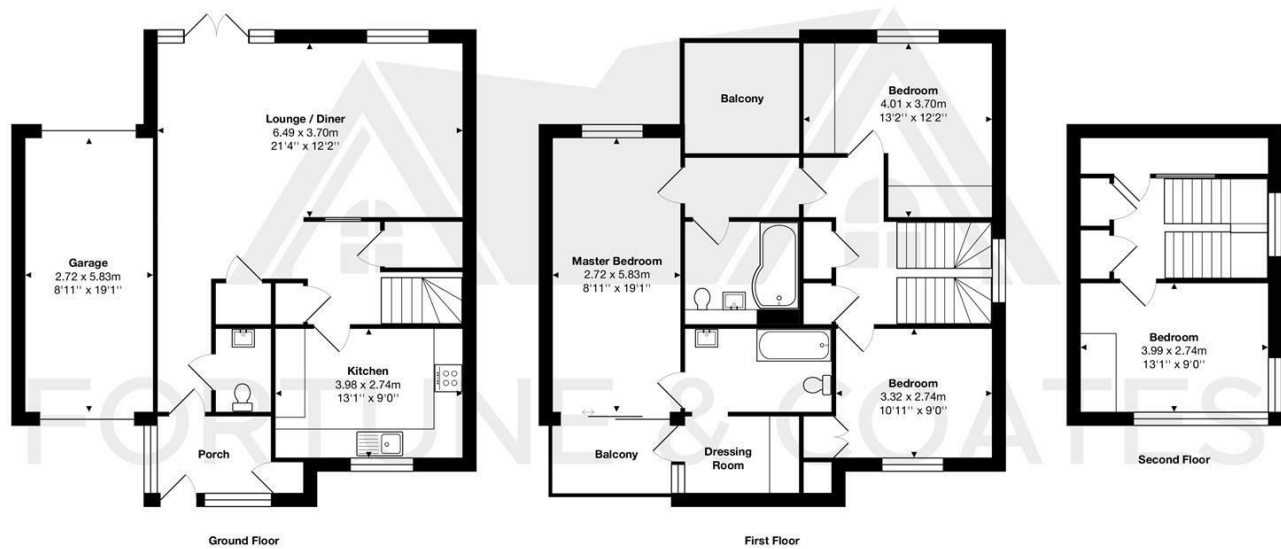 Lounge / Diner
6.49 x 3.70m
21'4'' x 12'2''
Garage
2.72 x 5.83m
8'11'' x 19'1''
Kitchen
3.98 x 2.74m
13'1'' x 9'0''
Porch
Ground Floor
Balcony
Bedroom
4.01 x 3.70m
13'2'' x 12'2''
Master Bedroom
2.72 x 5.83m
8'11'' x 19'1''
Bedroom
3.32 x 2.74m
10'11'' x 9'0''
Balcony
Dressing
Room
First Floor
Bedroom
3.99 x 2.74m
13'1'' x 9'0''
Second Floor
FORTUNE & COATES